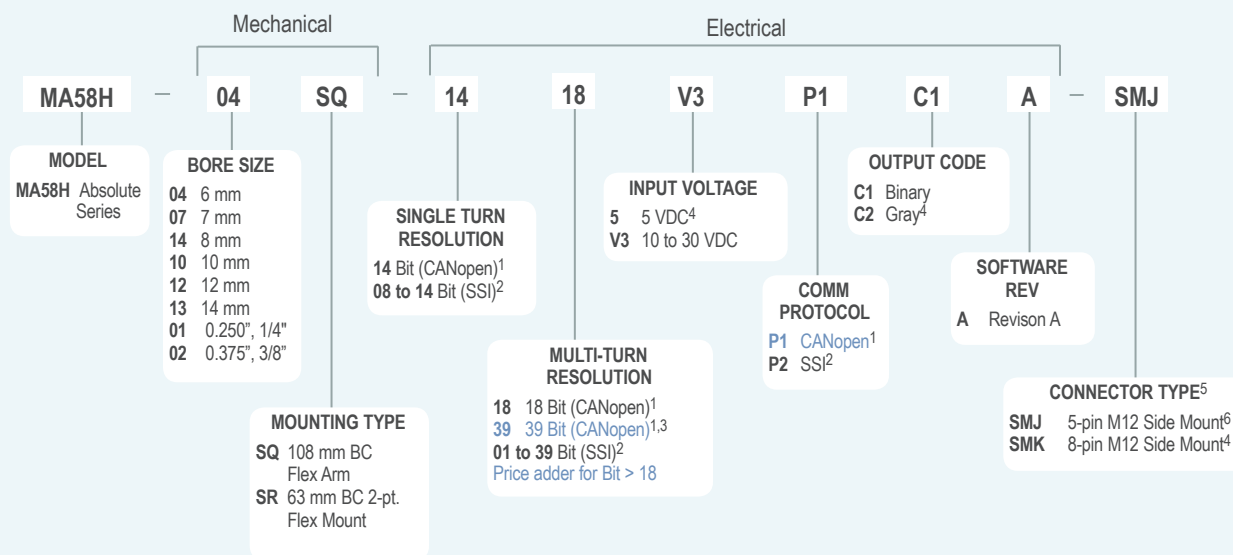 Mechanical
Electrical
MA58H – 04 SQ – 14 18 V3 P1 C1 A – SMJ
MODEL
MA58H Absolute
Series
BORE SIZE
04 6 mm
07 7 mm
14 8 mm
10 10 mm
12 12 mm
13 14 mm
01 0.250”, 1/4"
02 0.375”, 3/8”
MOUNTING TYPE
SQ 108 mm BC
Flex Arm
SR 63 mm BC 2-pt.
Flex Mount
SINGLE TURN
RESOLUTION
14 Bit (CANopen)1
08 to 14 Bit (SSI)2
MULTI-TURN
RESOLUTION
18 18 Bit (CANopen)1
39 39 Bit (CANopen)1,3
01 to 39 Bit (SSI)2
Price adder for Bit > 18
INPUT VOLTAGE
5 5 VDC4
V3 10 to 30 VDC
COMM
PROTOCOL
P1 CANopen1
P2 SSI2
OUTPUT CODE
C1 Binary
C2 Gray4
SOFTWARE
REV
A Revison A
CONNECTOR TYPE5
SMJ 5-pin M12 Side Mount6
SMK 8-pin M12 Side Mount4